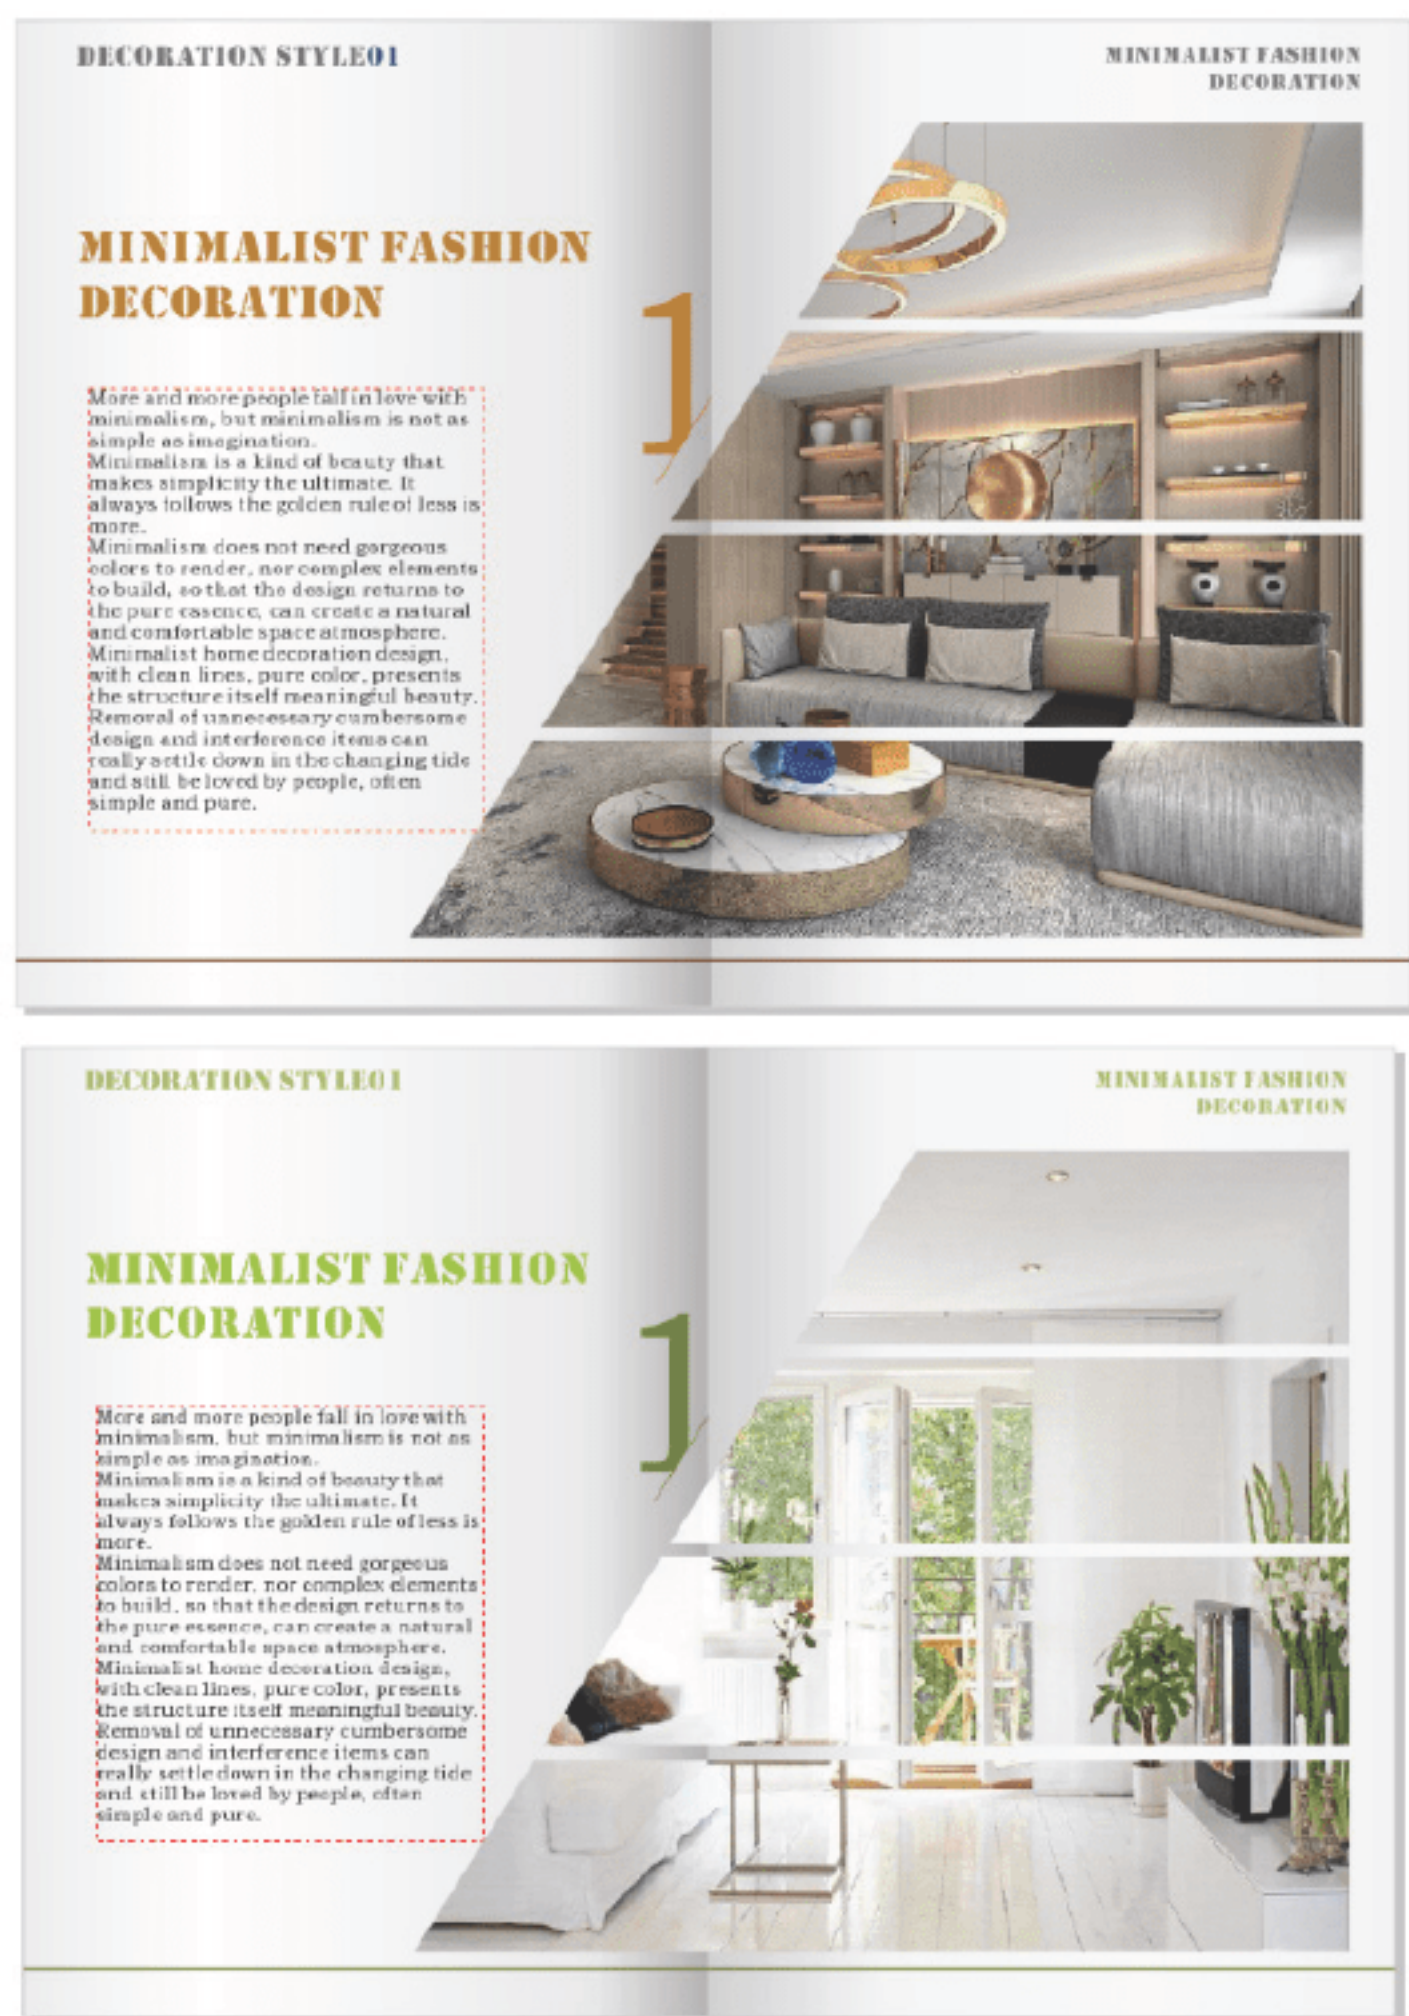 DECORATION STYLE01
MINIMALIST FASHION
DECORATION
MINIMALIST FASHION
DECORATION
1
More and more people fall in love with
minimalism, but minimalism is not as
simple as imagination.
Minimalism is a kind of beauty that
makes simplicity the ultimate. It
always follows the golden rule of less is
more.
Minimalism does not need gorgeous
colors to render, nor complex elements
to build, so that the design returns to
the pure essence, can create a natural
and comfortable space atmosphere.
Minimalist home decoration design,
with clean lines, pure color, presents
the structure itself meaningful beauty.
Removal of unnecessary cumbersome
design and interference items can
really settle down in the changing tide
and still be loved by people, often
simple and pure.
DECORATION STYLE01
MINIMALIST FASHION
DECORATION
MINIMALIST FASHION
DECORATION
1
More and more people fall in love with
minimalism, but minimalism is not as
simple as imagination.
Minimalism is a kind of beauty that
makes simplicity the ultimate. It
always follows the golden rule of less is
more.
Minimalism does not need gorgeous
colors to render, nor complex elements
to build, so that the design returns to
the pure essence, can create a natural
and comfortable space atmosphere.
Minimalist home decoration design,
with clean lines, pure color, presents
the structure itself meaningful beauty.
Removal of unnecessary cumbersome
design and interference items can
really settle down in the changing tide
and still be loved by people, often
simple and pure.